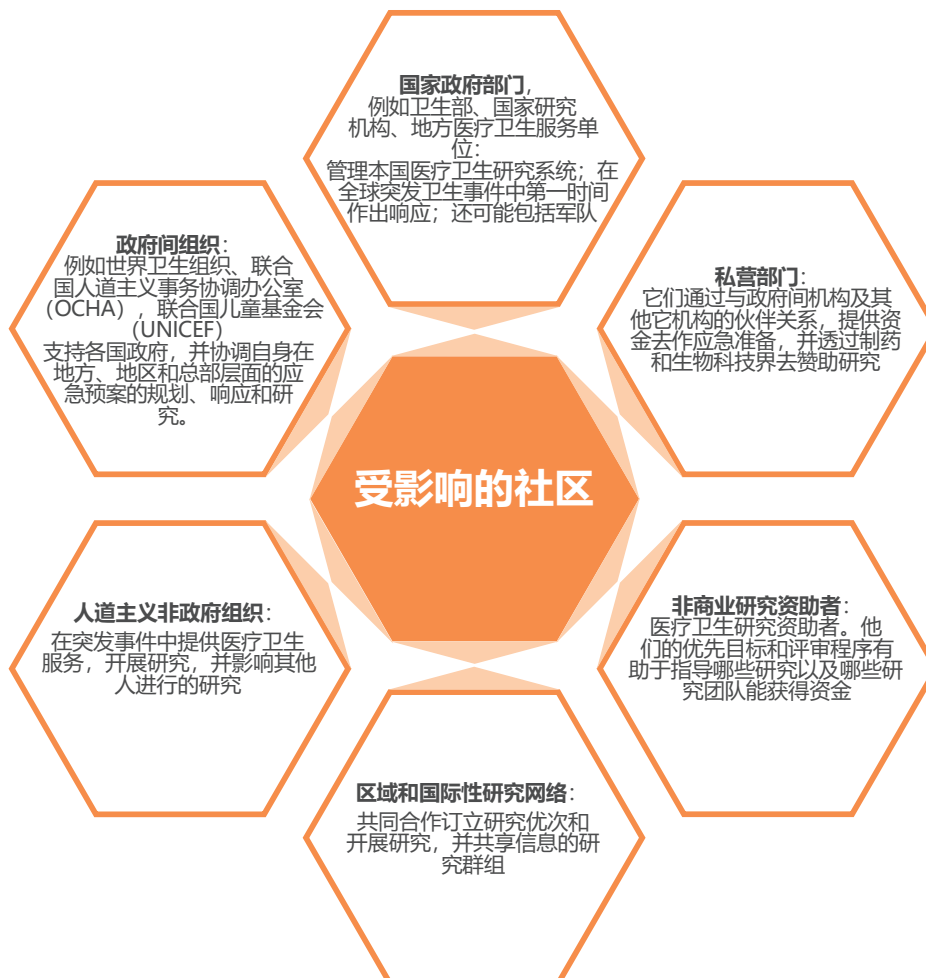 国家政府部门，
例如卫生部、国家研究
机构、地方医疗卫生服务单
位：
管理本国医疗卫生研究系统；在
全球突发卫生事件中第一时间
作出响应；还可能包括军队
政府间组织：
例如世界卫生组织、联合
国人道主义事务协调办公室
（OCHA），联合国儿童基金会
（UNICEF）
支持各国政府，并协调自身在
地方、地区和总部层面的应
急预案的规划、响应和研
究。
私营部门：
它们通过与政府间机构及其
他它机构的伙伴关系，提供资
金去作应急准备，并透过制药
和生物科技界去赞助研究
受影响的社区
人道主义非政府组织：
在突发事件中提供医疗卫生
服务，开展研究，并影响其他
人进行的研究
非商业研究资助者：
医疗卫生研究资助者。他
们的优先目标和评审程序有
助于指导哪些研究以及哪些研
究团队能获得资金
区域和国际性研究网络：
共同合作订立研究优次和
开展研究，并共享信息的研
究群组